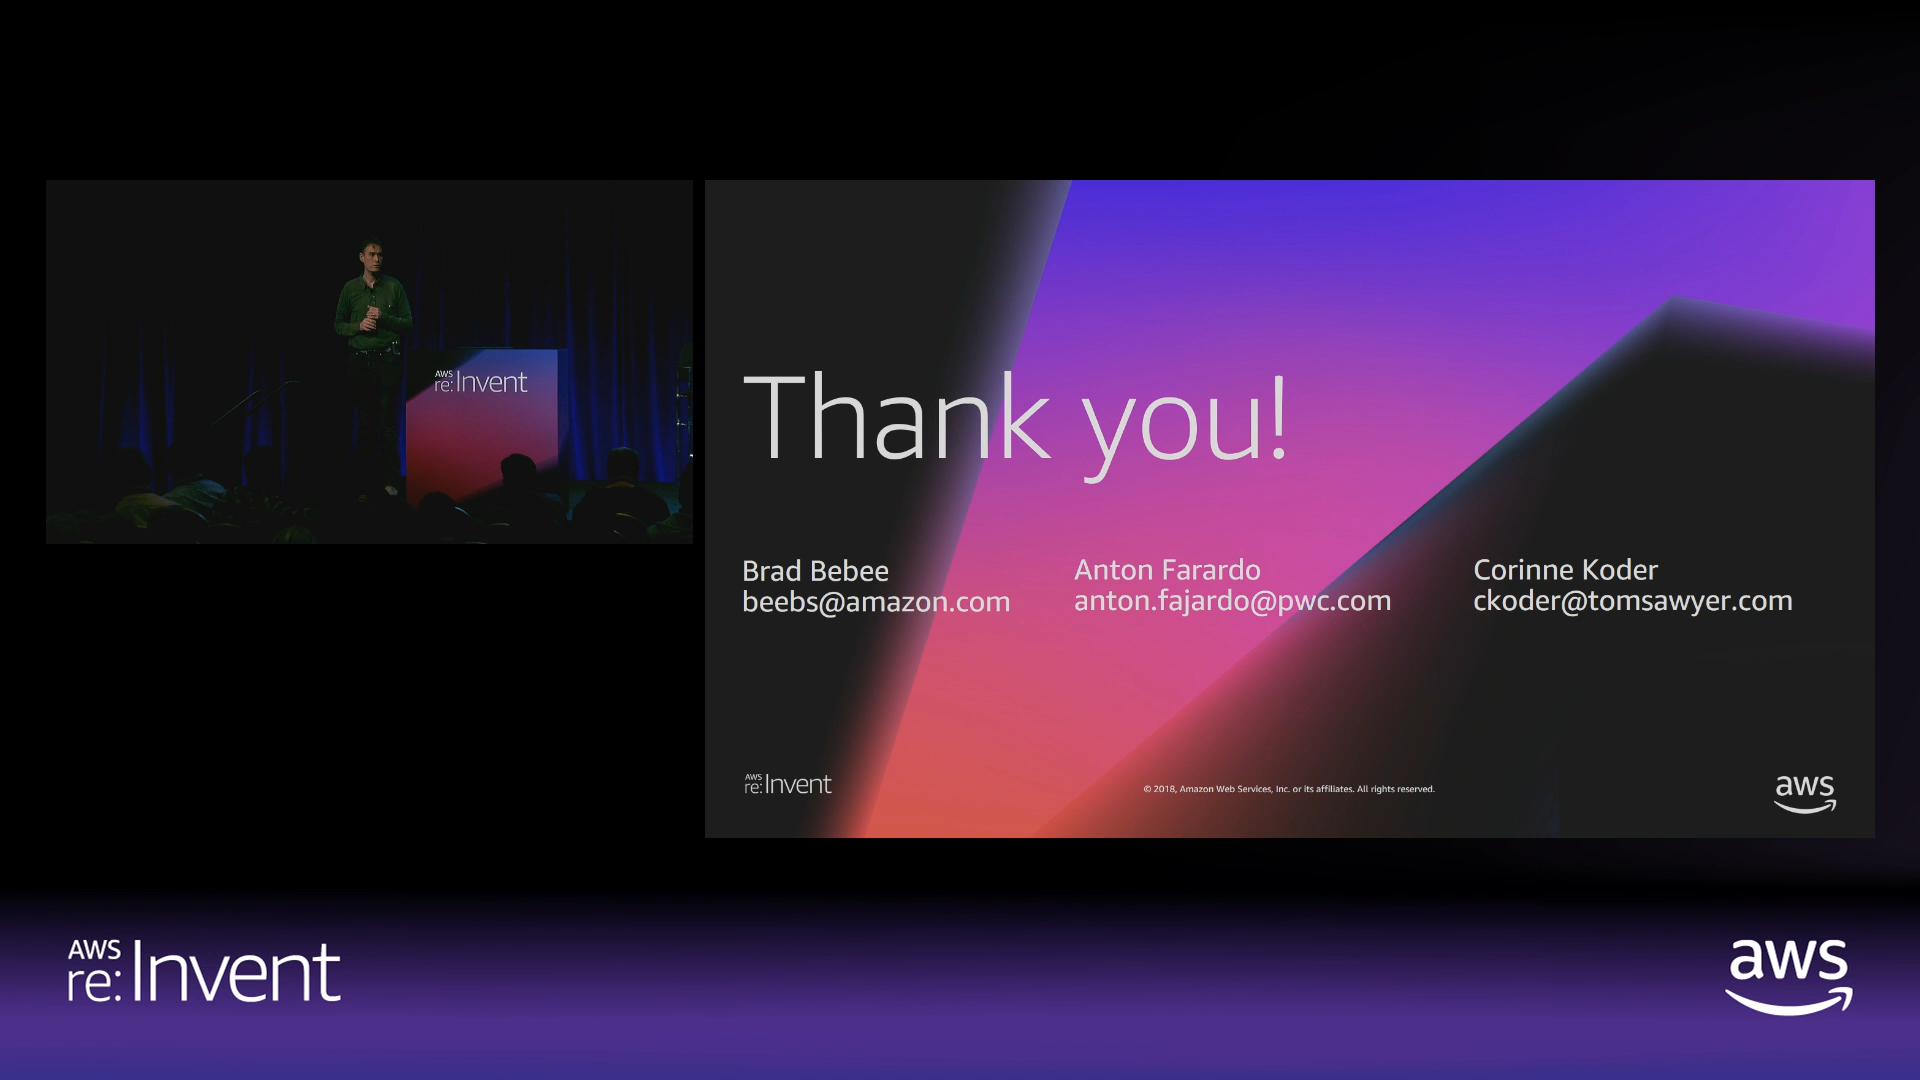 AWS
re:Invent
Thank you!
Brad Bebee
beebs@amazon.com
Anton Farardo
anton.fajardo@pwc.com
Corinne Koder
ckoder@tomsawyer.com
AWS
re:Invent
© 2018, Amazon Web Services, Inc. or its affiliates. All rights reserved.
aws
AWS
re:Invent
aws